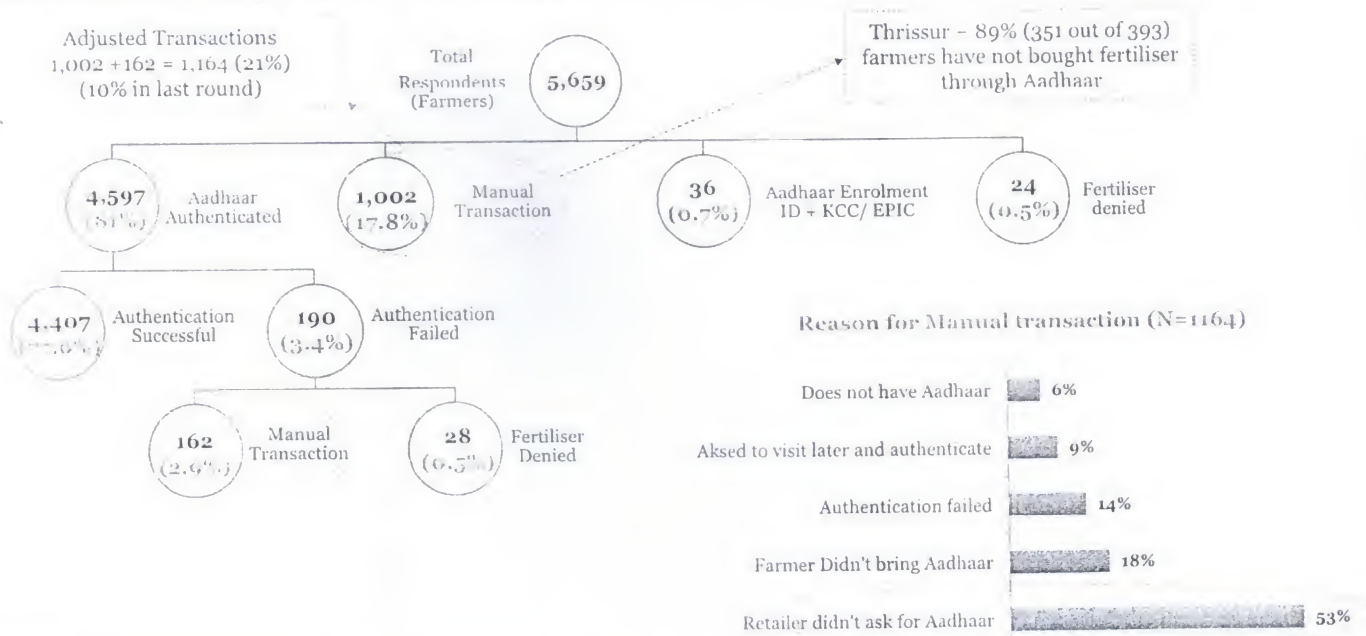 Adjusted Transactions
1,002 +162 = 1,164 (21%)
(10% in last round)
Total
Respondents
(Farmers)
5,659
Thrissur – 89% (351 out of 393)
farmers have not bought fertiliser
through Aadhaar
4,597
(81%)
Aadhaar
Authenticated
1,002
(17.8%)
Manual
Transaction
36
(0.7%)
Aadhaar Enrolment
ID + KCC/ EPIC
24
(0.5%)
Fertiliser
denied
4,407
Authentication
Successful
190
(3.4%)
Authentication
Failed
162
(2.9%)
Manual
Transaction
28
(0.5%)
Fertiliser
Denied
Reason for Manual transaction (N=1164)
Does not have Aadhaar 6%
Aksed to visit later and authenticate 9%
Authentication failed 14%
Farmer Didn't bring Aadhaar 18%
Retailer didn't ask for Aadhaar 53%